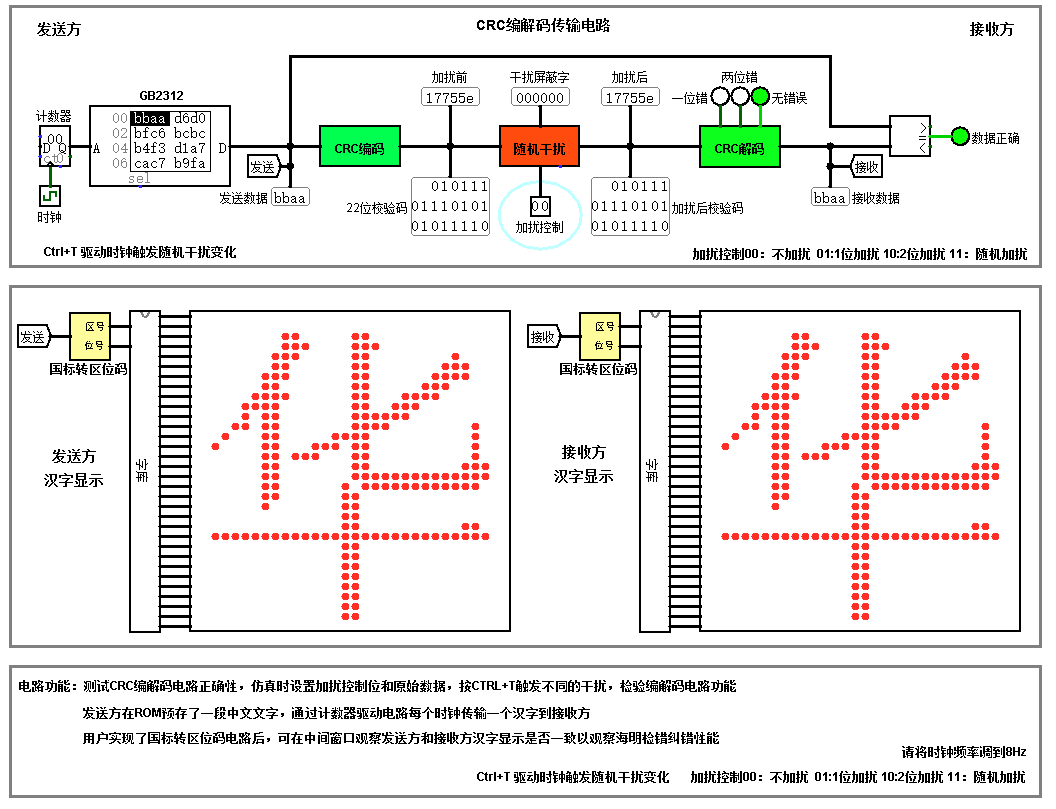 CRC编解码传输电路
发送方
接收方
GB2312
计数器
00
D Q
ct0
时钟
A
00 bbaa d6d0
02 bfc6 bcbc
04 b4f3 d1a7
06 cac7 b9fa
sel
D
发送
发送数据 bbaa
CRC编码
加扰前
17755e
22位校验码
010111
01110101
01011110
干扰屏蔽字
000000
随机干扰
00
加扰控制
加扰后
17755e
010111
01110101
01011110
加扰后校验码
两位错
一位错
无错误
CRC解码
接收
bbaa 接收数据
>
=
<
数据正确
Ctrl+T 驱动时钟触发随机干扰变化
加扰控制00：不加扰 01:1位加扰 10:2位加扰 11：随机加扰
发送
区号
位号
国标转区位码
发送方
汉字显示
字库
华
接收
区号
位号
国标转区位码
接收方
汉字显示
字库
华
电路功能：测试CRC编解码电路正确性，仿真时设置加扰控制位和原始数据，按CTRL+T触发不同的干扰，检验编解码电路功能
发送方在ROM预存了一段中文文字，通过计数器驱动电路每个时钟传输一个汉字到接收方
用户实现了国标转区位码电路后，可在中间窗口观察发送方和接收方汉字显示是否一致以观察海明检错纠错性能
请将时钟频率调到8Hz
Ctrl+T 驱动时钟触发随机干扰变化 加扰控制00：不加扰 01:1位加扰 10:2位加扰 11：随机加扰